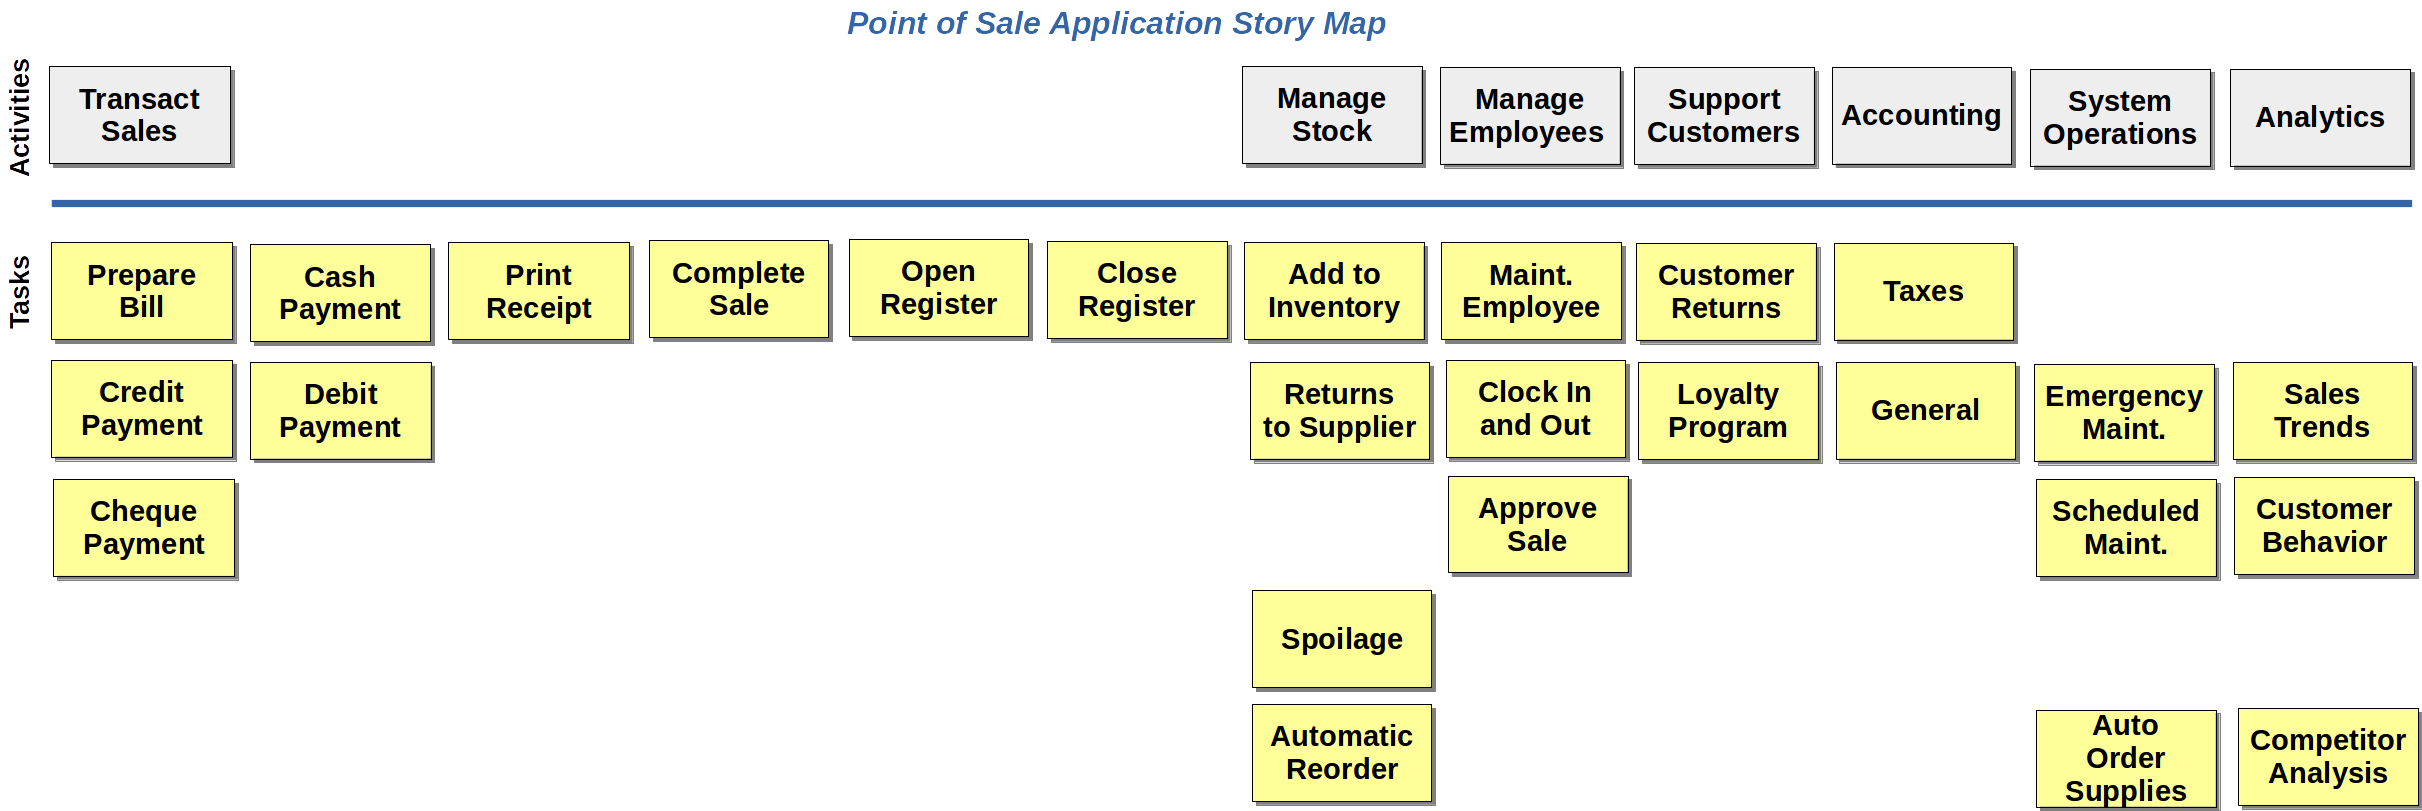 Point of Sale Application Story Map
Activities
Transact
Sales
Manage
Stock
Manage
Employees
Support
Customers
Accounting
System
Operations
Analytics
Tasks
Prepare
Bill
Cash
Payment
Print
Receipt
Complete
Sale
Open
Register
Close
Register
Add to
Inventory
Maint.
Employee
Customer
Returns
Taxes
Credit
Payment
Debit
Payment
Returns
to Supplier
Clock In
and Out
Loyalty
Program
General
Emergency
Maint.
Sales
Trends
Cheque
Payment
Approve
Sale
Scheduled
Maint.
Customer
Behavior
Spoilage
Automatic
Reorder
Auto
Order
Supplies
Competitor
Analysis